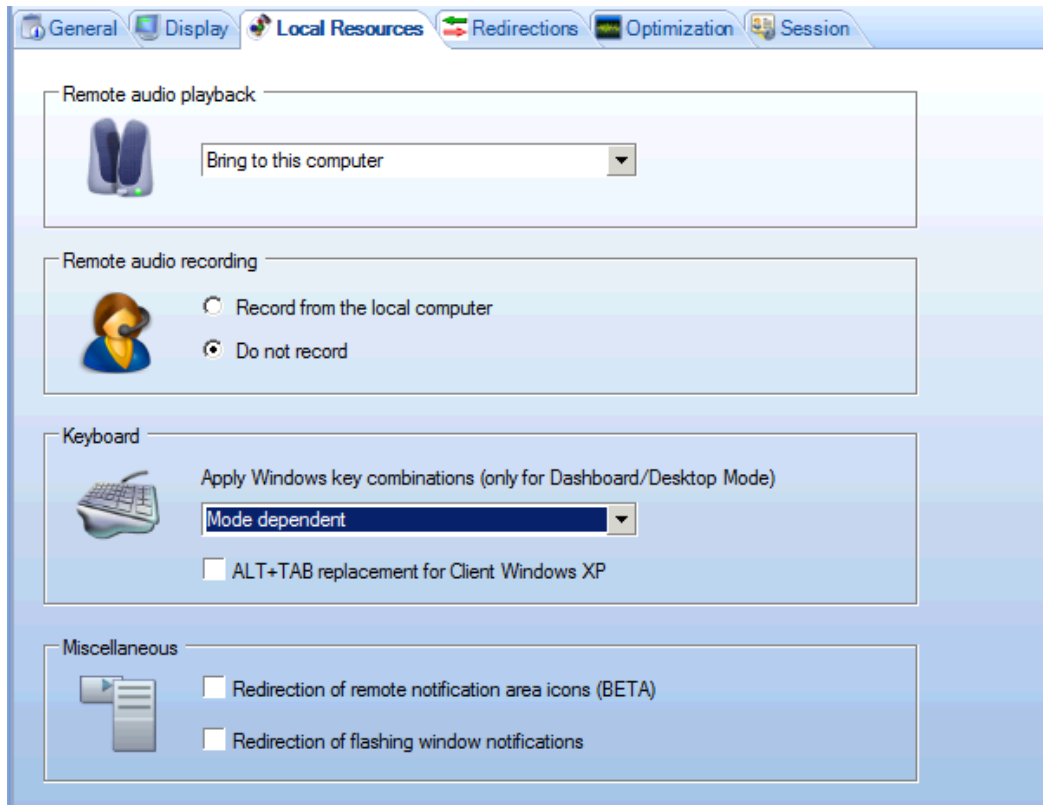 General Display Local Resources Redirections Optimization Session
Remote audio playback
Bring to this computer
Remote audio recording
Record from the local computer
Do not record
Keyboard
Apply Windows key combinations (only for Dashboard/Desktop Mode)
Mode dependent
ALT+TAB replacement for Client Windows XP
Miscellaneous
Redirection of remote notification area icons (BETA)
Redirection of flashing window notifications